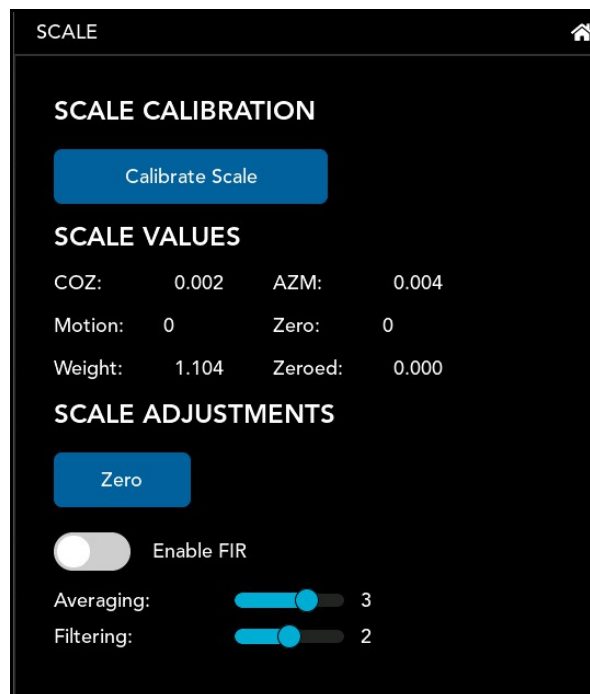 SCALE
SCALE CALIBRATION
Calibrate Scale
SCALE VALUES
COZ: 0.002 AZM: 0.004
Motion: 0 Zero: 0
Weight: 1.104 Zeroed: 0.000
SCALE ADJUSTMENTS
Zero
Enable FIR
Averaging: 3
Filtering: 2